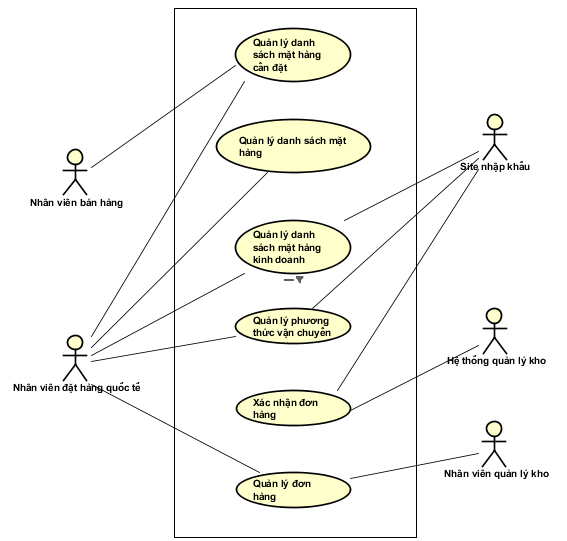 Quản lý danh
sách mặt hàng
cần đặt
Quản lý danh sách mặt
hàng
Site nhập khẩu
Nhân viên bán hàng
Quản lý danh
sách mặt hàng
kinh doanh
Quản lý phương
thức vận chuyển
Hệ thống quản lý kho
Nhân viên đặt hàng quốc tế
Xác nhận đơn
hàng
Nhân viên quản lý kho
Quản lý đơn
hàng